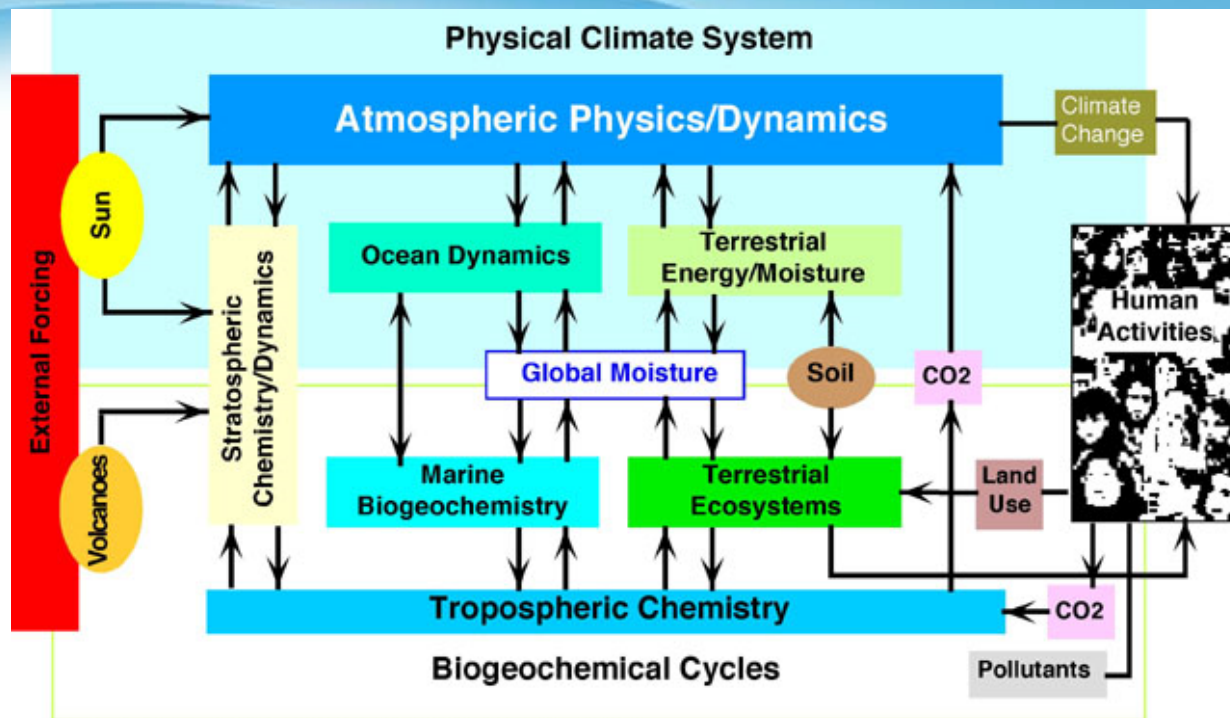 Physical Climate System
Atmospheric Physics/Dynamics
Climate
Change
External Forcing
Sun
Volcanoes
Stratospheric
Chemistry/Dynamics
Ocean Dynamics
Terrestrial
Energy/Moisture
Human
Activities
Global Moisture
Soil
CO2
Marine
Biogeochemistry
Terrestrial
Ecosystems
Land
Use
Tropospheric Chemistry
CO2
Biogeochemical Cycles
Pollutants